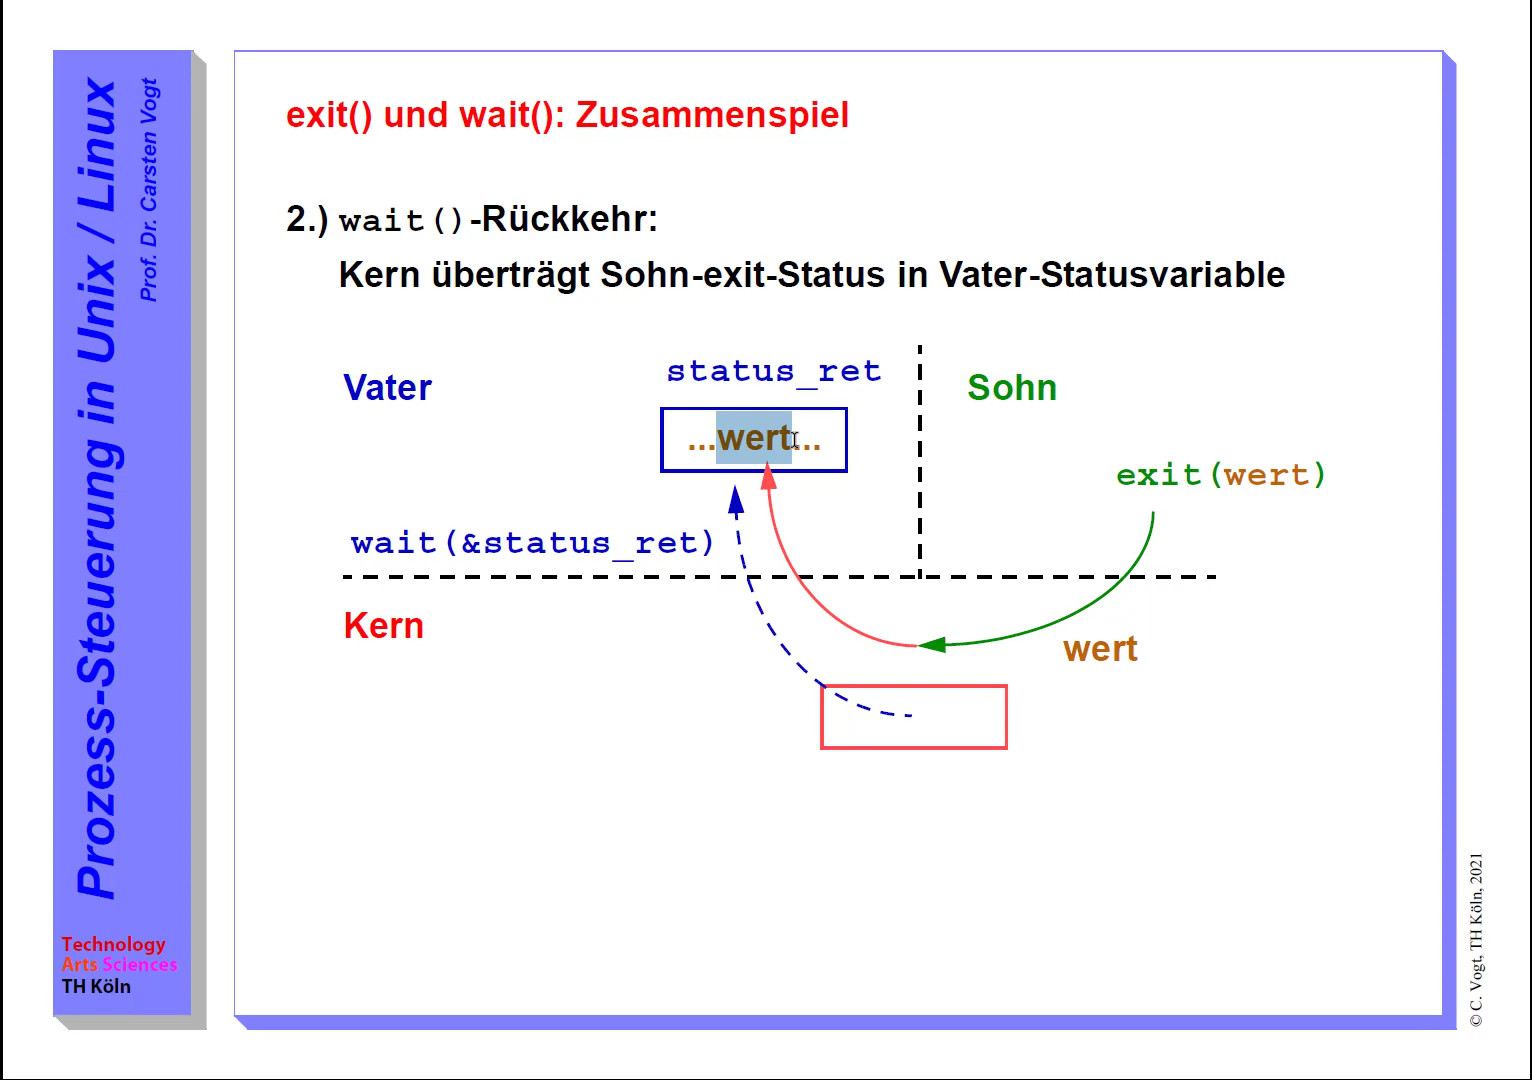 Prozess-Steuerung in Unix / Linux
Prof. Dr. Carsten Vogt
Technology
Arts Sciences
TH Köln
exit() und wait(): Zusammenspiel
2.) wait()-Rückkehr:
Kern überträgt Sohn-exit-Status in Vater-Statusvariable
Vater
status_ret
Sohn
...wert...
exit(wert)
wait(&status_ret)
Kern
wert
© C. Vogt, TH Köln, 2021